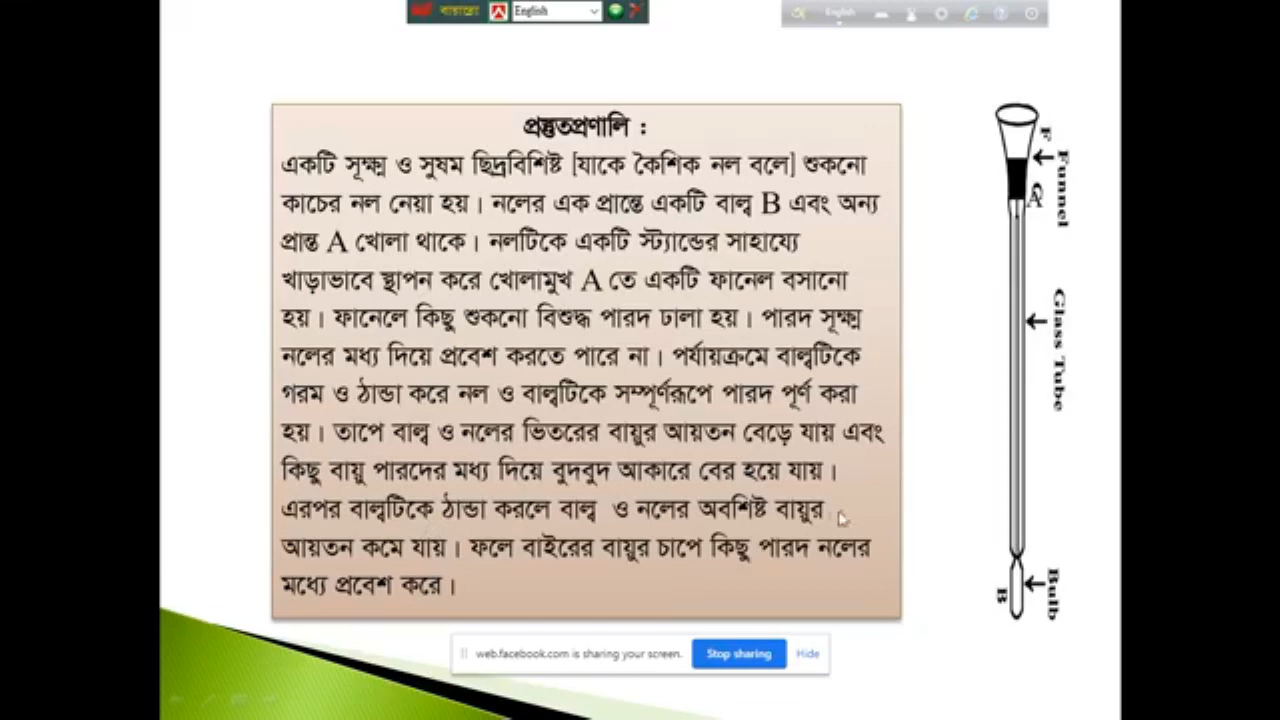 বায়ান্নো
English
English
প্রস্তুতপ্রণালি :
একটি সূক্ষ্ম ও সুষম ছিদ্রবিশিষ্ট [যাকে কৈশিক নল বলে] শুকনো
কাচের নল নেয়া হয়। নলের এক প্রান্তে একটি বাল্ব B এবং অন্য
প্রান্ত A খোলা থাকে। নলটিকে একটি স্ট্যান্ডের সাহায্যে
খাড়াভাবে স্থাপন করে খোলামুখ A তে একটি ফানেল বসানো
হয়। ফানেলে কিছু শুকনো বিশুদ্ধ পারদ ঢালা হয়। পারদ সূক্ষ্ম
নলের মধ্য দিয়ে প্রবেশ করতে পারে না। পর্যায়ক্রমে বাল্বটিকে
গরম ও ঠান্ডা করে নল ও বাল্বটিকে সম্পূর্ণরূপে পারদ পূর্ণ করা
হয়। তাপে বাল্ব ও নলের ভিতরের বায়ুর আয়তন বেড়ে যায় এবং
কিছু বায়ু পারদের মধ্য দিয়ে বুদবুদ আকারে বের হয়ে যায়।
এরপর বাল্বটিকে ঠান্ডা করলে বাল্ব ও নলের অবশিষ্ট বায়ুর
আয়তন কমে যায়। ফলে বাইরের বায়ুর চাপে কিছু পারদ নলের
মধ্যে প্রবেশ করে।
F
Funnel
A
Glass Tube
Bulb
B
web.facebook.com is sharing your screen.
Stop sharing
Hide